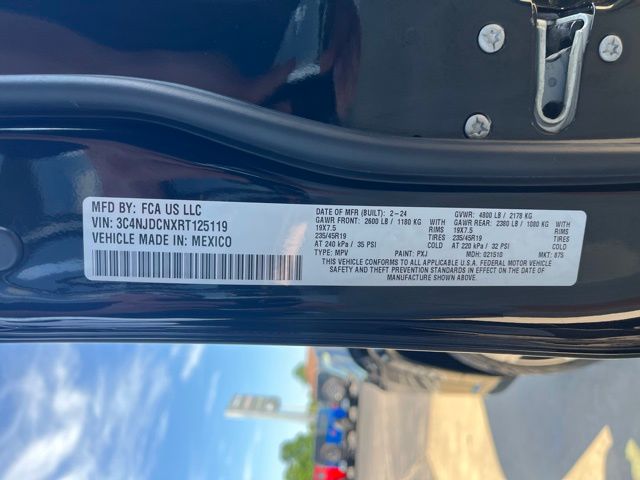 MFD BY: FCA US LLC
VIN: 3C4NJDCNXRT125119
VEHICLE MADE IN: MEXICO
DATE OF MFR (BUILT): 2-24 GVWR: 4800 LB / 2178 KG
GAWR FRONT: 2600 LB / 1180 KG WITH GAWR REAR: 2380 LB / 1080 KG WITH
19X7.5 RIMS 19X7.5 RIMS
235/45R19 TIRES 235/45R19 TIRES
AT 240 kPa / 35 PSI COLD AT 220 kPa / 32 PSI COLD
TYPE: MPV PAINT: PXJ MDH: 021510 MKT: 875
THIS VEHICLE CONFORMS TO ALL APPLICABLE U.S.A. FEDERAL MOTOR VEHICLE
SAFETY AND THEFT PREVENTION STANDARDS IN EFFECT ON THE DATE OF
MANUFACTURE SHOWN ABOVE.